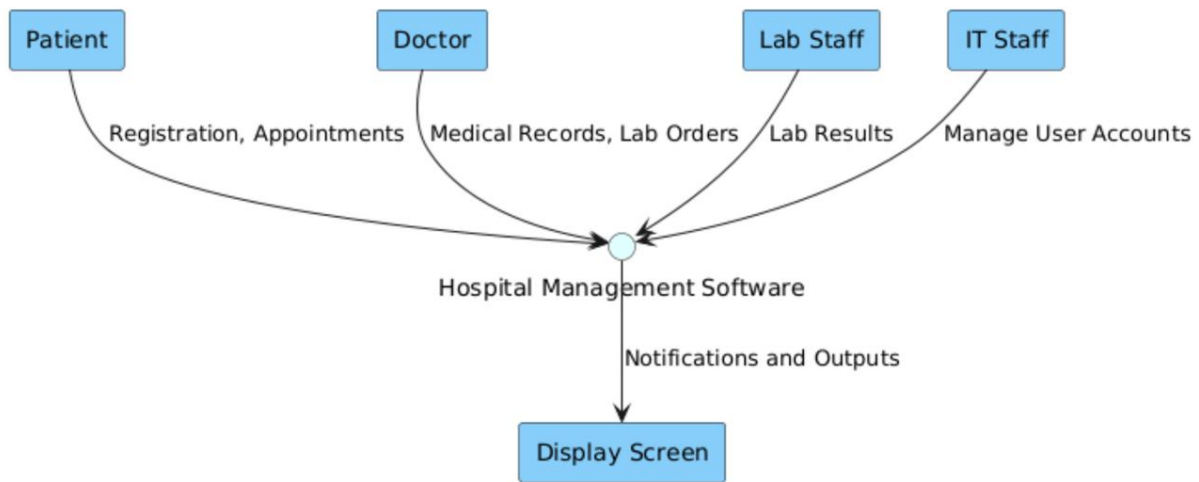 Patient
Doctor
Lab Staff
IT Staff
Registration, Appointments
Medical Records, Lab Orders
Lab Results
Manage User Accounts
Hospital Management Software
Notifications and Outputs
Display Screen